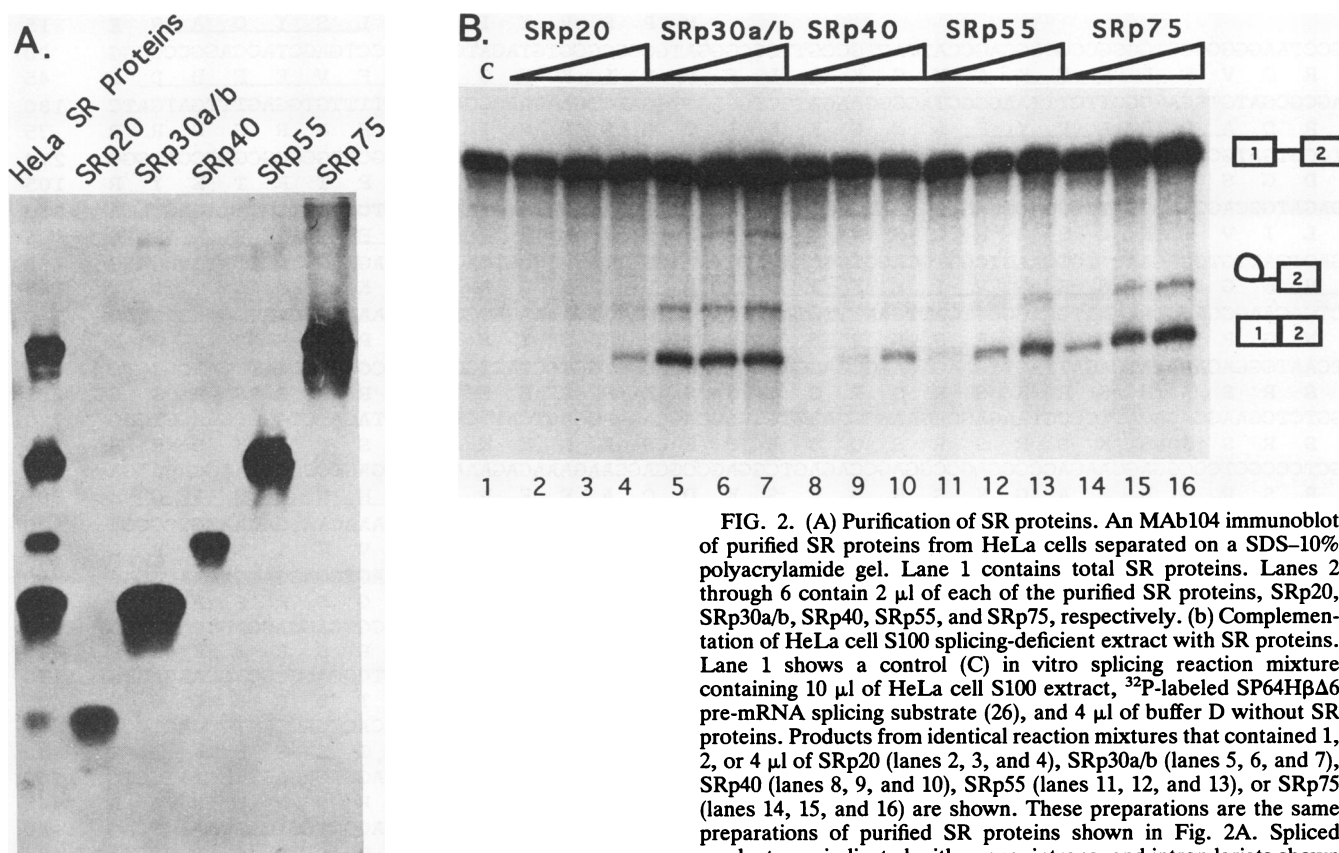 A.
HeLa SR Proteins
SRp20
SRp30a/b
SRp40
SRp55
SRp75
B.
SRp20 SRp30a/b SRp40 SRp55 SRp75
C
1 2
2
1 2
1 2 3 4 5 6 7 8 9 10 11 12 13 14 15 16
FIG. 2. (A) Purification of SR proteins. An MAb104 immunoblot
of purified SR proteins from HeLa cells separated on a SDS–10%
polyacrylamide gel. Lane 1 contains total SR proteins. Lanes 2
through 6 contain 2 μl of each of the purified SR proteins, SRp20,
SRp30a/b, SRp40, SRp55, and SRp75, respectively. (b) Complemen-
tation of HeLa cell S100 splicing-deficient extract with SR proteins.
Lane 1 shows a control (C) in vitro splicing reaction mixture
containing 10 μl of HeLa cell S100 extract, ³²P-labeled SP64HβΔ6
pre-mRNA splicing substrate (26), and 4 μl of buffer D without SR
proteins. Products from identical reaction mixtures that contained 1,
2, or 4 μl of SRp20 (lanes 2, 3, and 4), SRp30a/b (lanes 5, 6, and 7),
SRp40 (lanes 8, 9, and 10), SRp55 (lanes 11, 12, and 13), or SRp75
(lanes 14, 15, and 16) are shown. These preparations are the same
preparations of purified SR proteins shown in Fig. 2A. Spliced